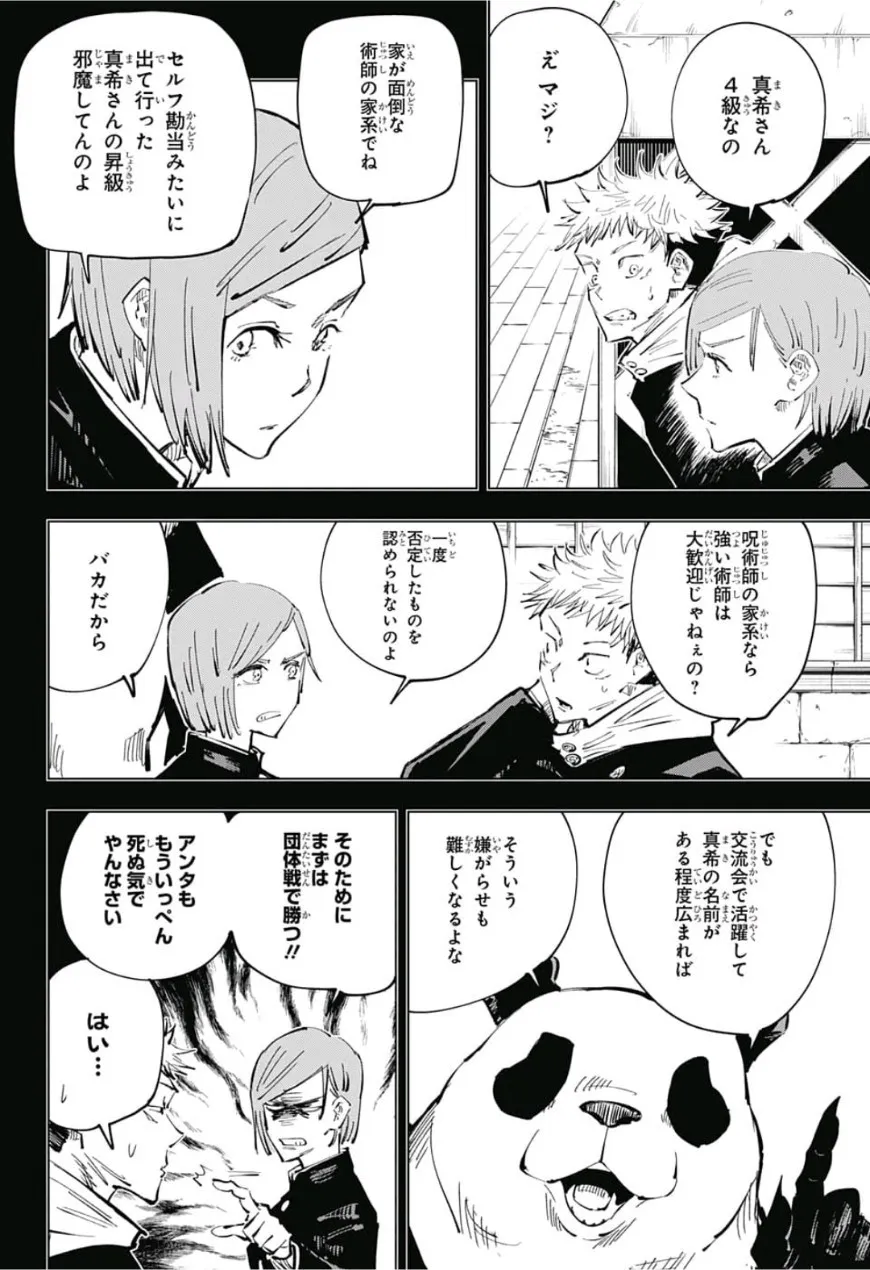 真希さん
４級なの
え゛マジ？
家が面倒な
術師の家系でね
セルフ勘当みたいに
出て行った
真希さんの昇級
邪魔してんのよ
呪術師の家系なら
強い術師は
大歓迎じゃねぇの？
一度
否定したものを
認められないのよ
バカだから
でも
交流会で活躍して
真希の名前が
ある程度広まれば
そういう
嫌がらせも
難しくなるよな
そのために
まずは
団体戦で勝つ!!
アンタも
もういっぺん
死ぬ気で
やんなさい
はい…